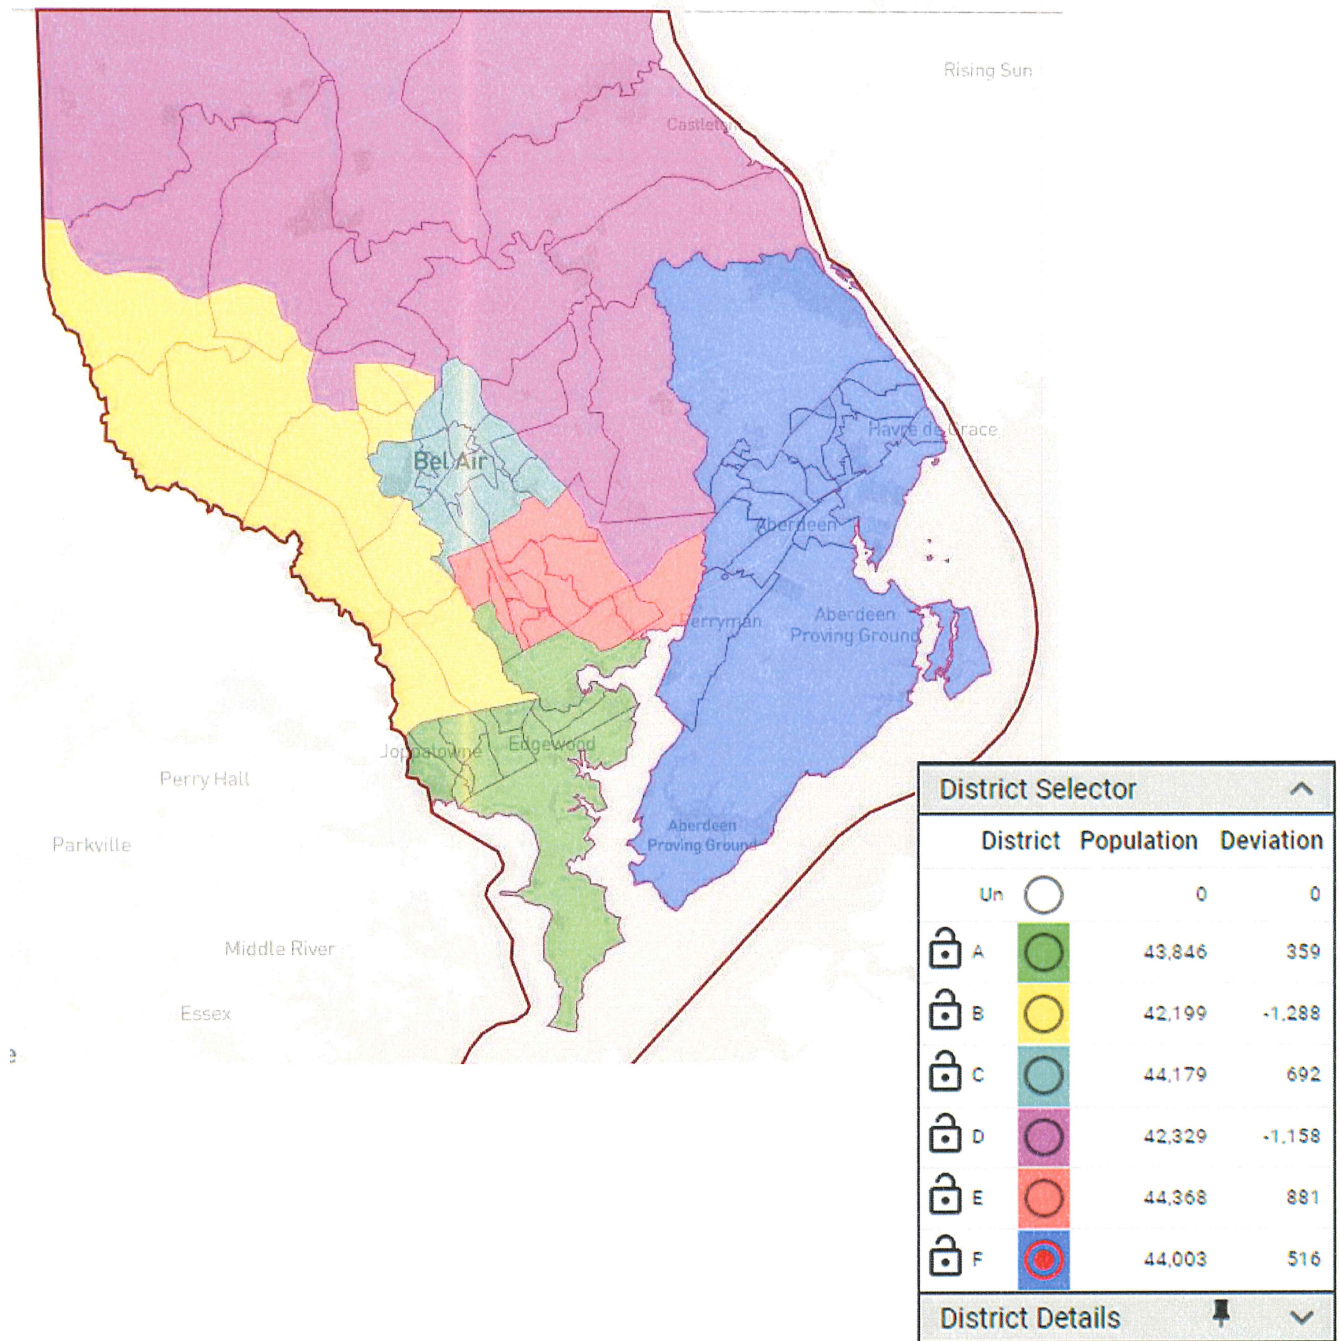 Rising Sun
Castleton
Havre de Grace
Bel Air
Aberdeen
Perryman
Aberdeen
Proving Ground
Joppatowne
Edgewood
Perry Hall
Aberdeen
Proving Ground
Parkville
Middle River
Essex
e
District Selector
District Population Deviation
Un 0 0
A 43,846 359
B 42,199 -1,288
C 44,179 692
D 42,329 -1,158
E 44,368 881
F 44,003 516
District Details